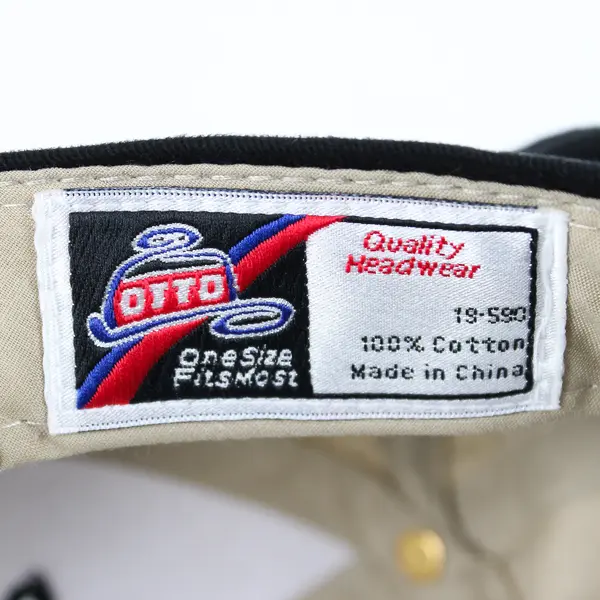 OTTO
One Size
Fits Most
Quality
Headwear
19-590
100% Cotton
Made in China